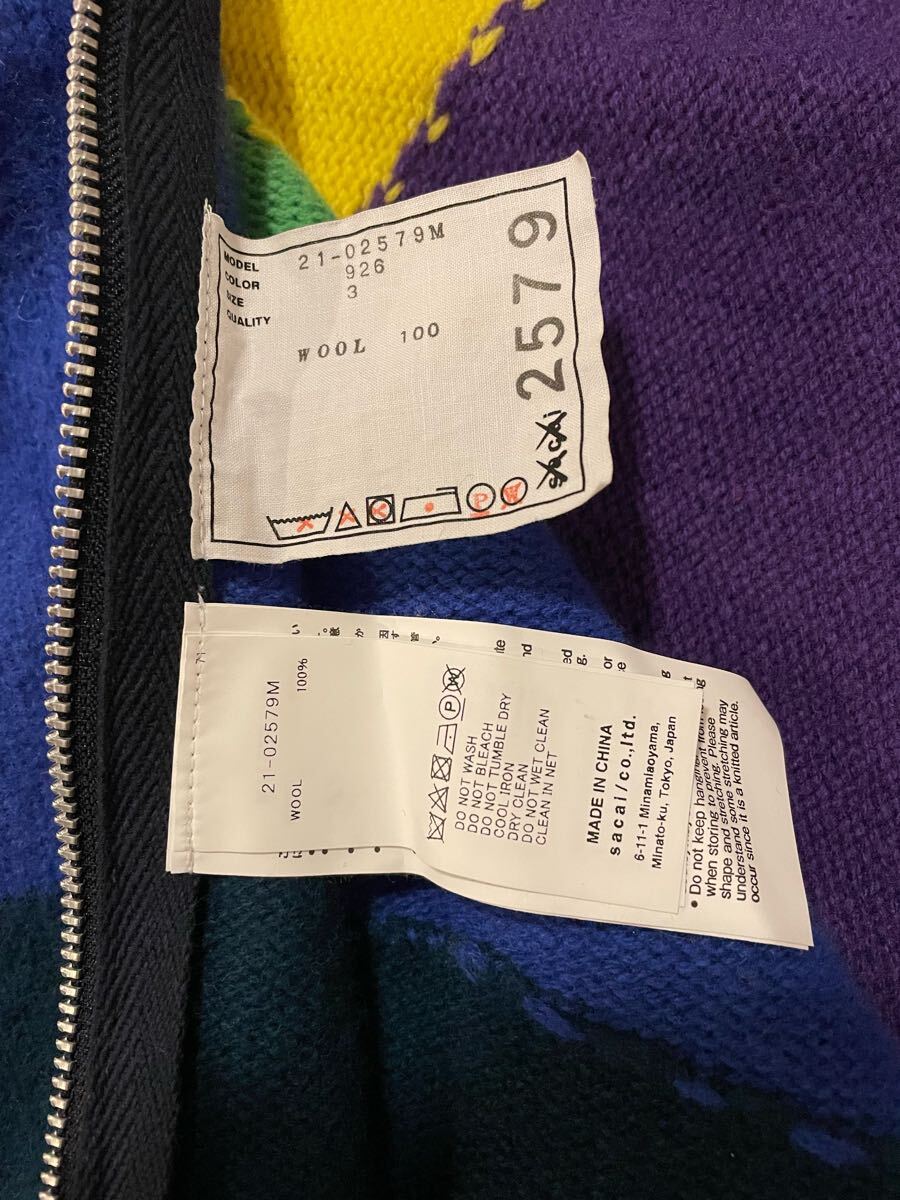 MODEL 21-02579M
COLOR 926
SIZE 3
QUALITY
WOOL 100
sacai 2579
21-02579M
WOOL 100%
DO NOT WASH
DO NOT BLEACH
DO NOT TUMBLE DRY
COOL IRON
DRY CLEAN
DO NOT WET CLEAN
CLEAN IN NET
MADE IN CHINA
sacai/co.,ltd.
6-11-1 Minamiaoyama,
Minato-ku, Tokyo, Japan
• Do not keep
when storing to prevent
shape and stretching. Please
understand some stretching may
occur since it is a knitted article.